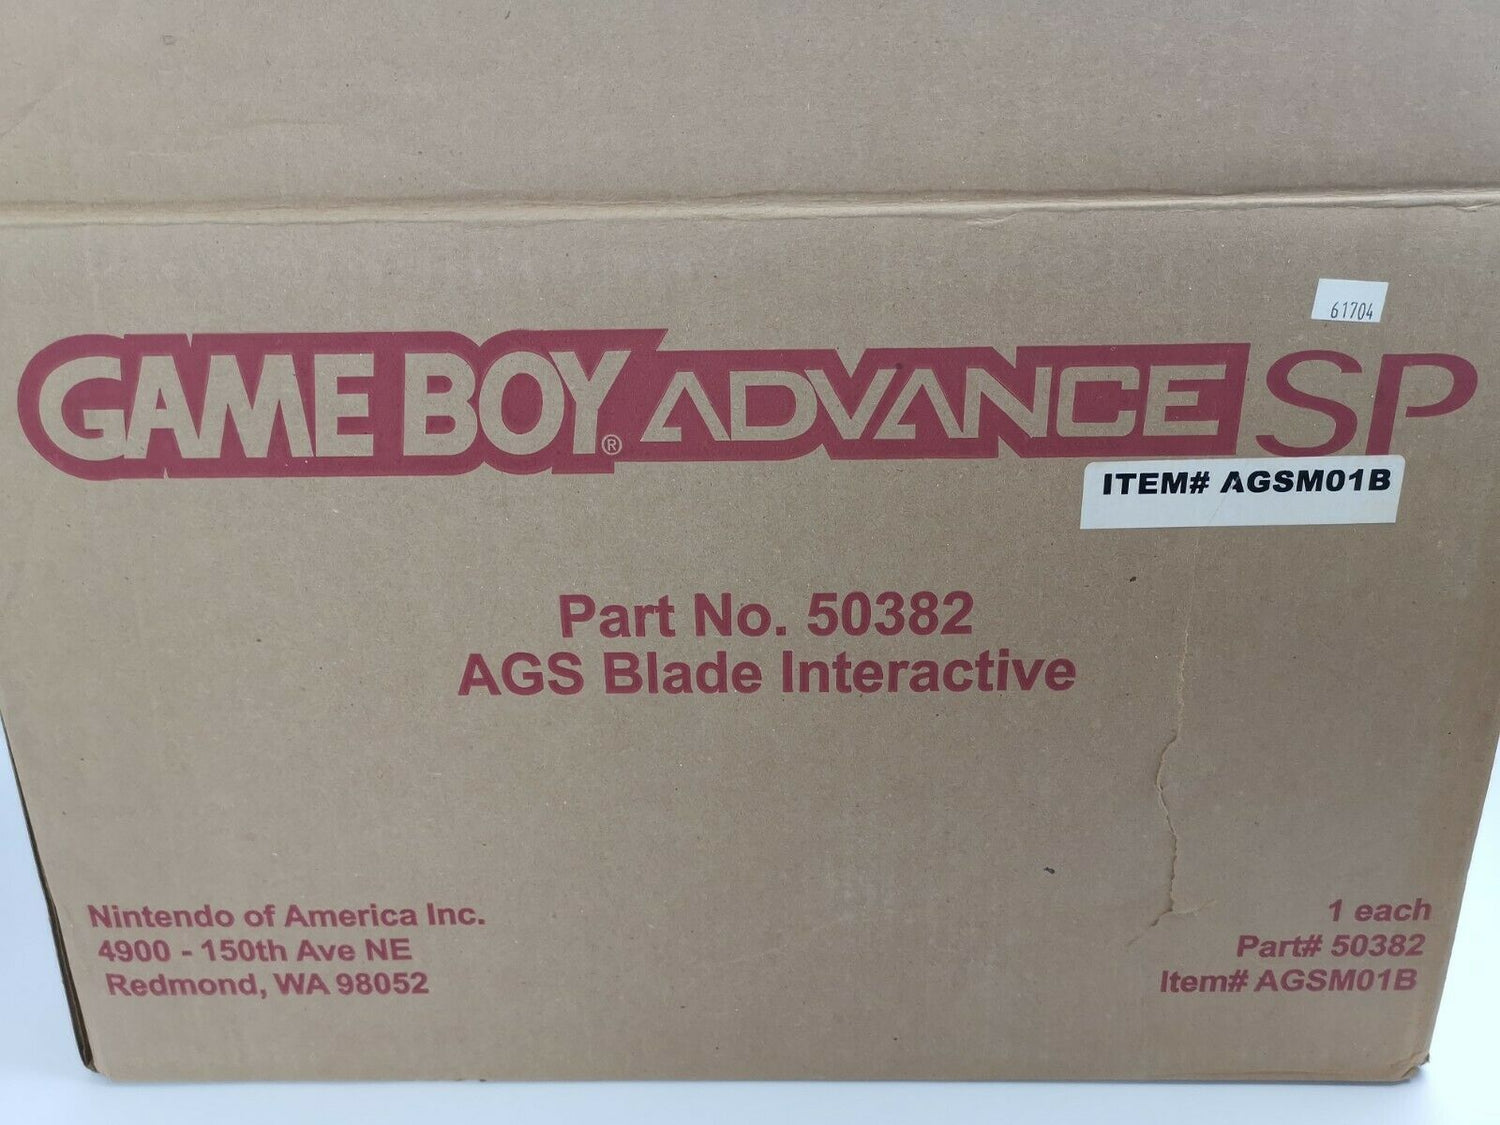 61704
GAME BOY® ADVANCE SP
ITEM# AGSM01B
Part No. 50382
AGS Blade Interactive
Nintendo of America Inc.
4900 - 150th Ave NE
Redmond, WA 98052
1 each
Part# 50382
Item# AGSM01B